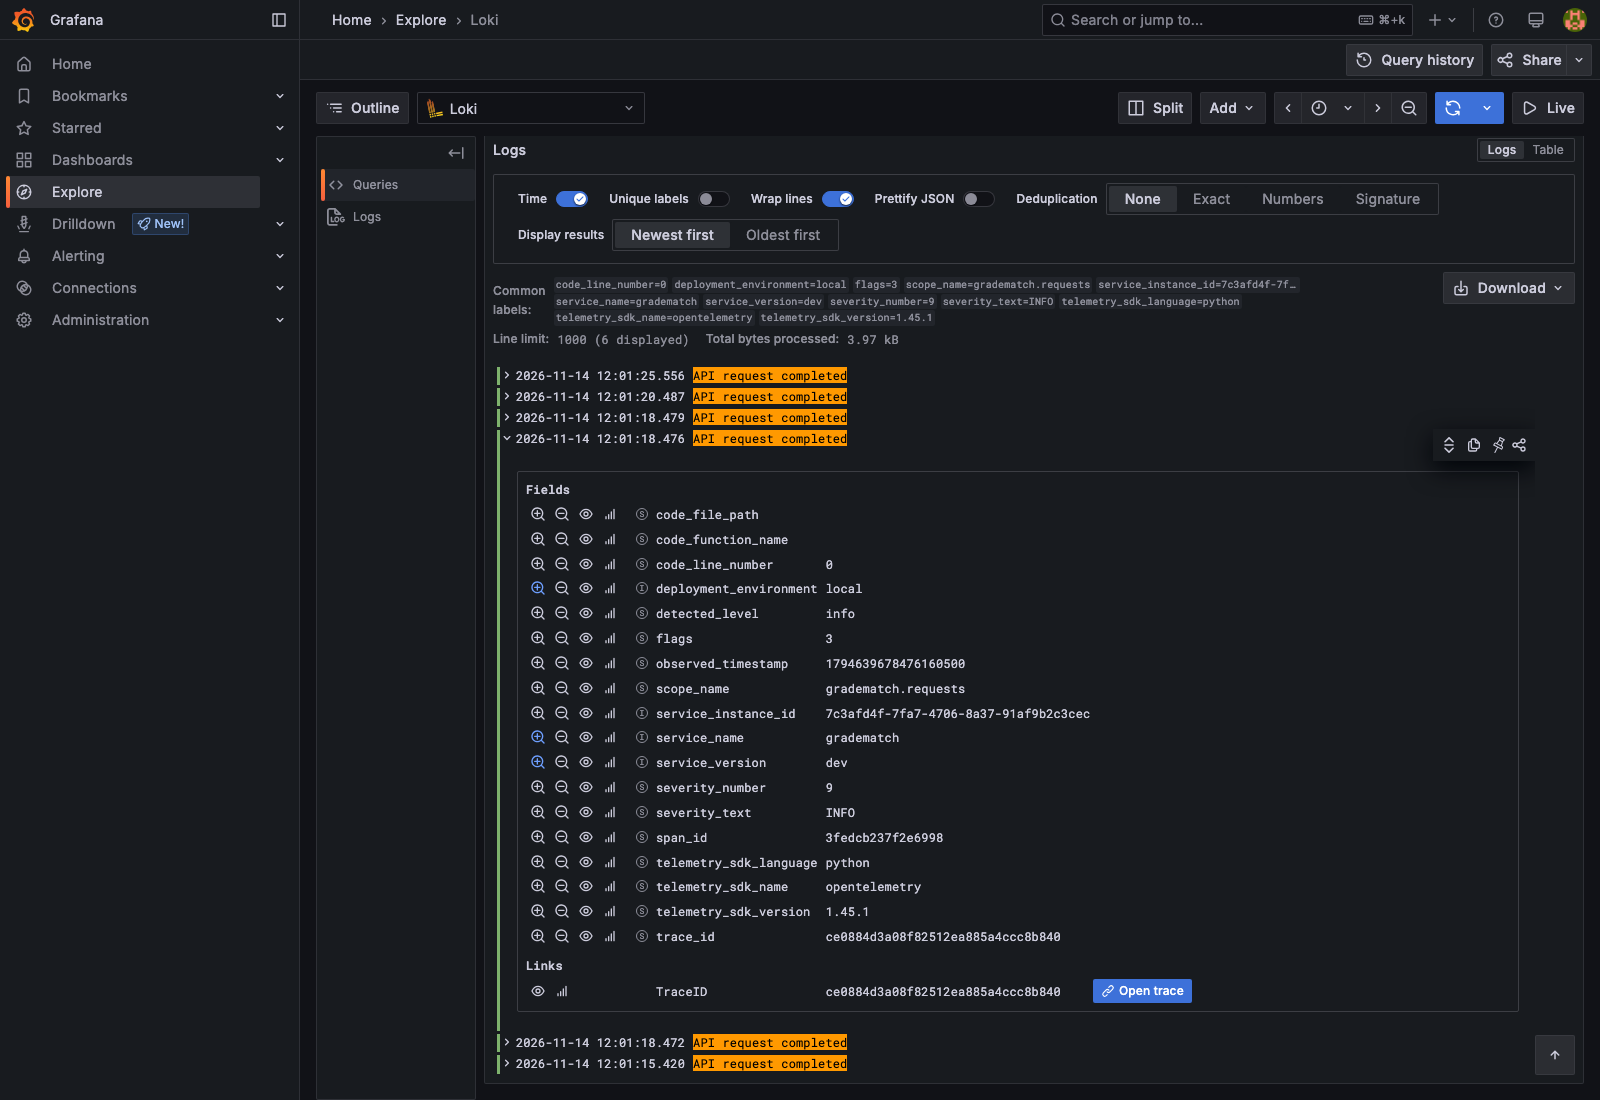 Grafana
Home › Explore › Loki
Search or jump to... ⌘+k
Home
Bookmarks
Starred
Dashboards
Explore
Drilldown New!
Alerting
Connections
Administration
Query history
Share
Outline
Loki
Split
Add
Live
Queries
Logs
Logs
Logs Table
Time
Unique labels
Wrap lines
Prettify JSON
Deduplication None Exact Numbers Signature
Display results Newest first Oldest first
Common labels:
code_line_number=0 deployment_environment=local flags=3 scope_name=gradematch.requests service_instance_id=7c3afd4f-7f…
service_name=gradematch service_version=dev severity_number=9 severity_text=INFO telemetry_sdk_language=python
telemetry_sdk_name=opentelemetry telemetry_sdk_version=1.45.1
Download
Line limit: 1000 (6 displayed) Total bytes processed: 3.97 kB
2026-11-14 12:01:25.556 API request completed
2026-11-14 12:01:20.487 API request completed
2026-11-14 12:01:18.479 API request completed
2026-11-14 12:01:18.476 API request completed
Fields
code_file_path
code_function_name
code_line_number 0
deployment_environment local
detected_level info
flags 3
observed_timestamp 1794639678476160500
scope_name gradematch.requests
service_instance_id 7c3afd4f-7fa7-4706-8a37-91af9b2c3cec
service_name gradematch
service_version dev
severity_number 9
severity_text INFO
span_id 3fedcb237f2e6998
telemetry_sdk_language python
telemetry_sdk_name opentelemetry
telemetry_sdk_version 1.45.1
trace_id ce0884d3a08f82512ea885a4ccc8b840
Links
TraceID ce0884d3a08f82512ea885a4ccc8b840 Open trace
2026-11-14 12:01:18.472 API request completed
2026-11-14 12:01:15.420 API request completed